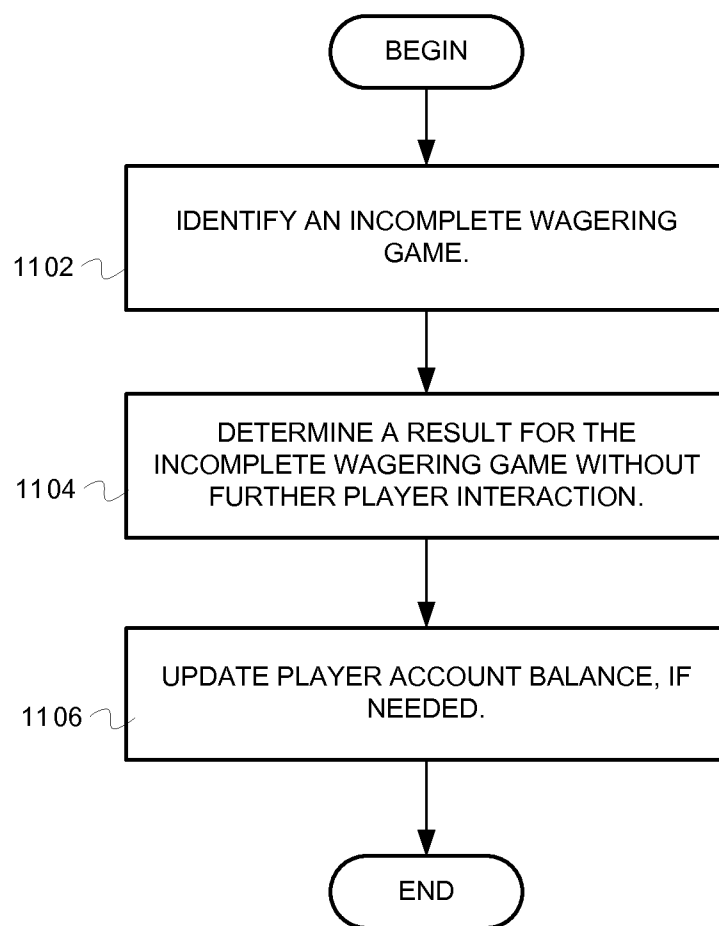 BEGIN
IDENTIFY AN INCOMPLETE WAGERING
GAME.
1102
DETERMINE A RESULT FOR THE
INCOMPLETE WAGERING GAME WITHOUT
FURTHER PLAYER INTERACTION.
1104
UPDATE PLAYER ACCOUNT BALANCE, IF
NEEDED.
1106
END